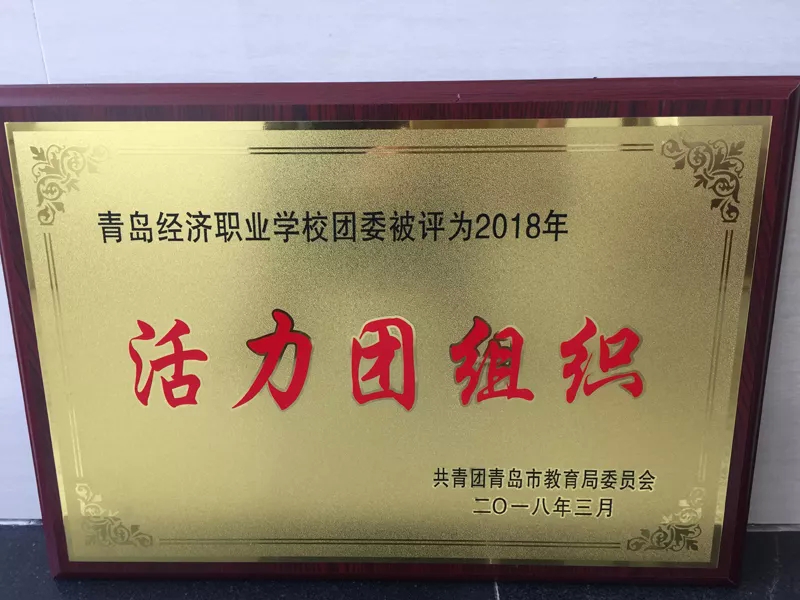 青岛经济职业学校团委被评为2018年
活力团组织
共青团青岛市教育局委员会
二〇一八年三月